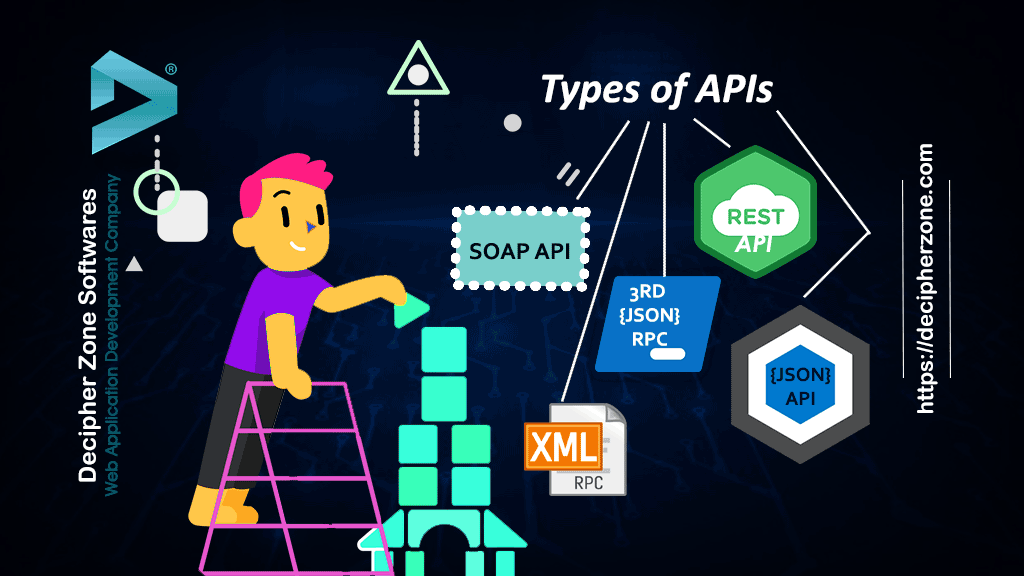 ®
Decipher Zone Softwares
Web Application Development Company
Types of APIs
SOAP API
3RD
{JSON}
RPC
REST
API
{JSON}
API
XML
RPC
https://decipherzone.com